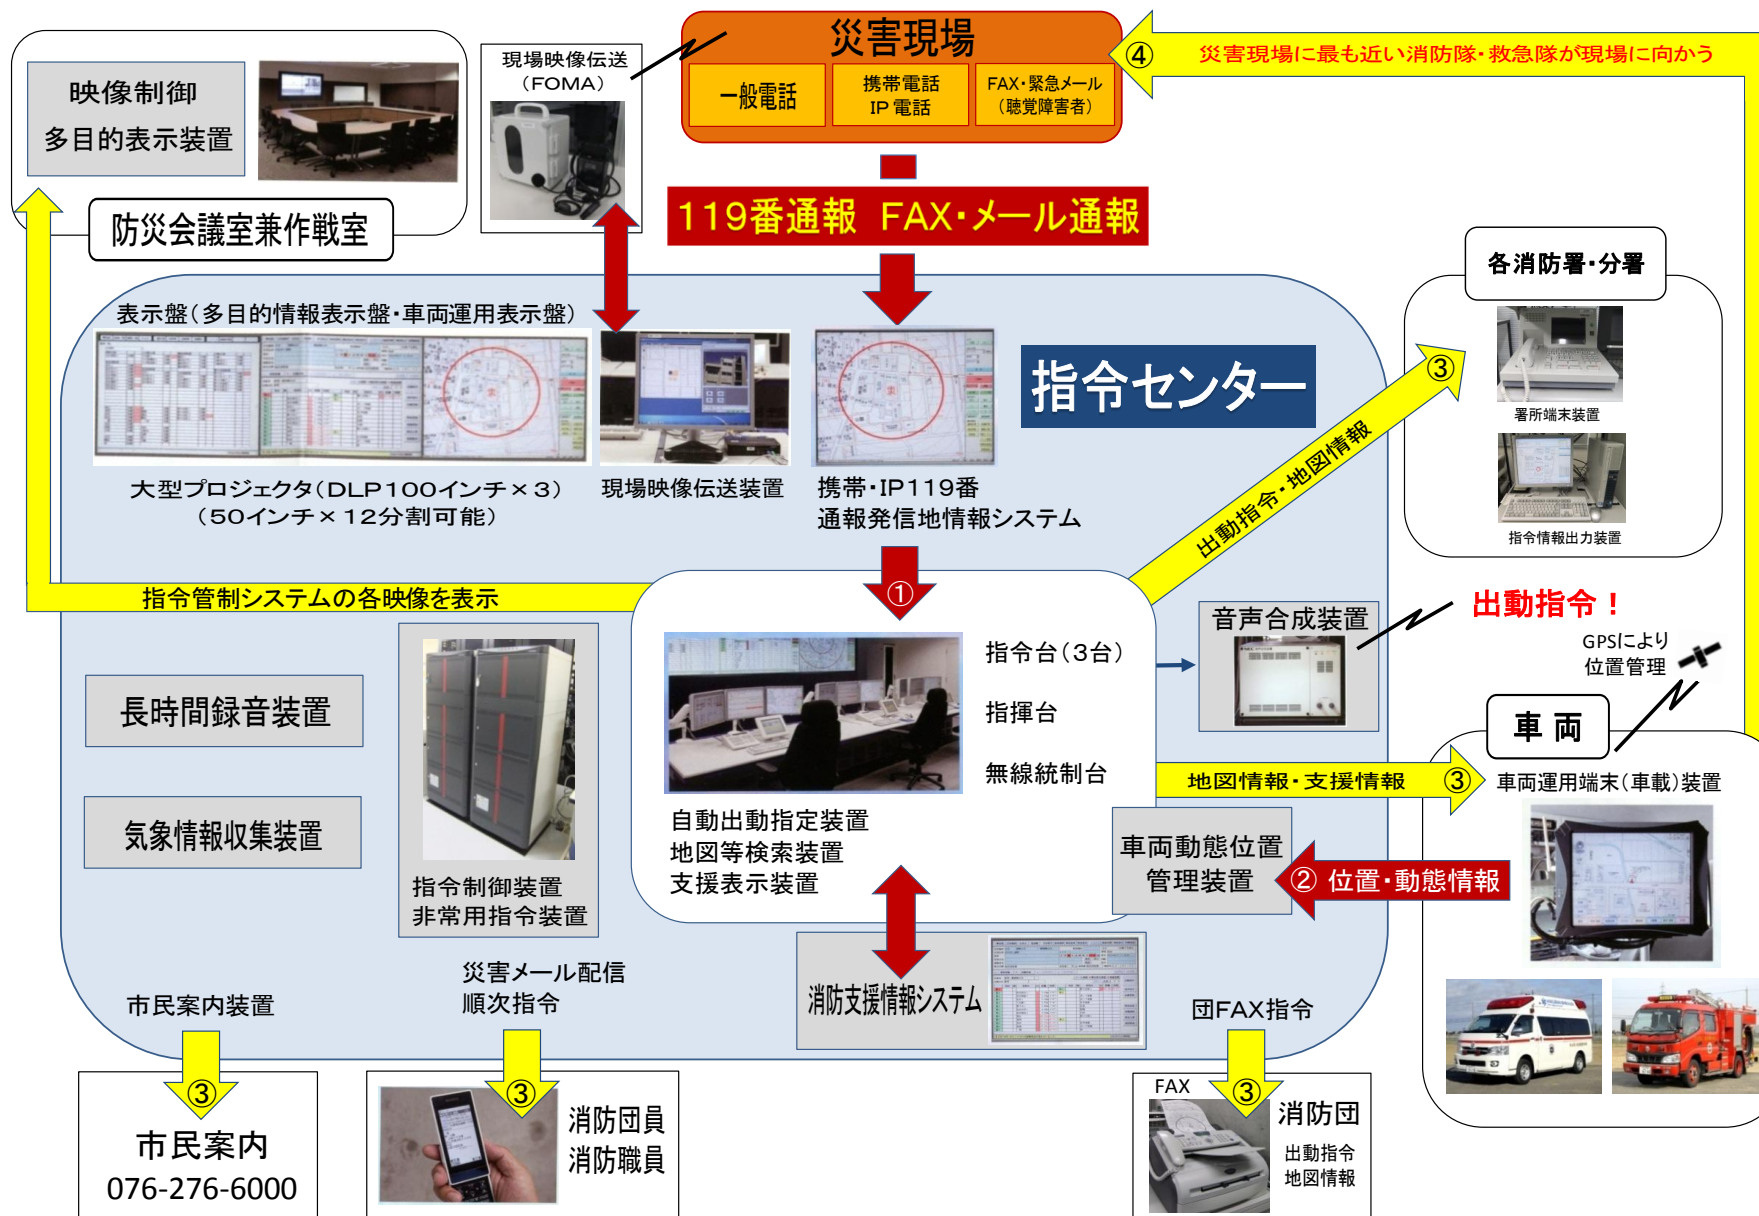 災害現場
一般電話
携帯電話
IP電話
FAX・緊急メール
（聴覚障害者）
④
災害現場に最も近い消防隊・救急隊が現場に向かう
現場映像伝送
（FOMA）
映像制御
多目的表示装置
防災会議室兼作戦室
119番通報 FAX・メール通報
各消防署・分署
署所端末装置
指令情報出力装置
表示盤（多目的情報表示盤・車両運用表示盤）
大型プロジェクタ（DLP100インチ×3）
（50インチ×12分割可能）
現場映像伝送装置
携帯・IP119番
通報発信地情報システム
指令センター
③
出動指令・地図情報
①
指令管制システムの各映像を表示
音声合成装置
出動指令！
GPSにより
位置管理
指令台（3台）
指揮台
無線統制台
自動出動指定装置
地図等検索装置
支援表示装置
長時間録音装置
気象情報収集装置
指令制御装置
非常用指令装置
車両
車両運用端末（車載）装置
地図情報・支援情報
③
車両動態位置
管理装置
② 位置・動態情報
消防支援情報システム
市民案内装置
災害メール配信
順次指令
団FAX指令
③
市民案内
076-276-6000
③
消防団員
消防職員
③
FAX
消防団
出動指令
地図情報